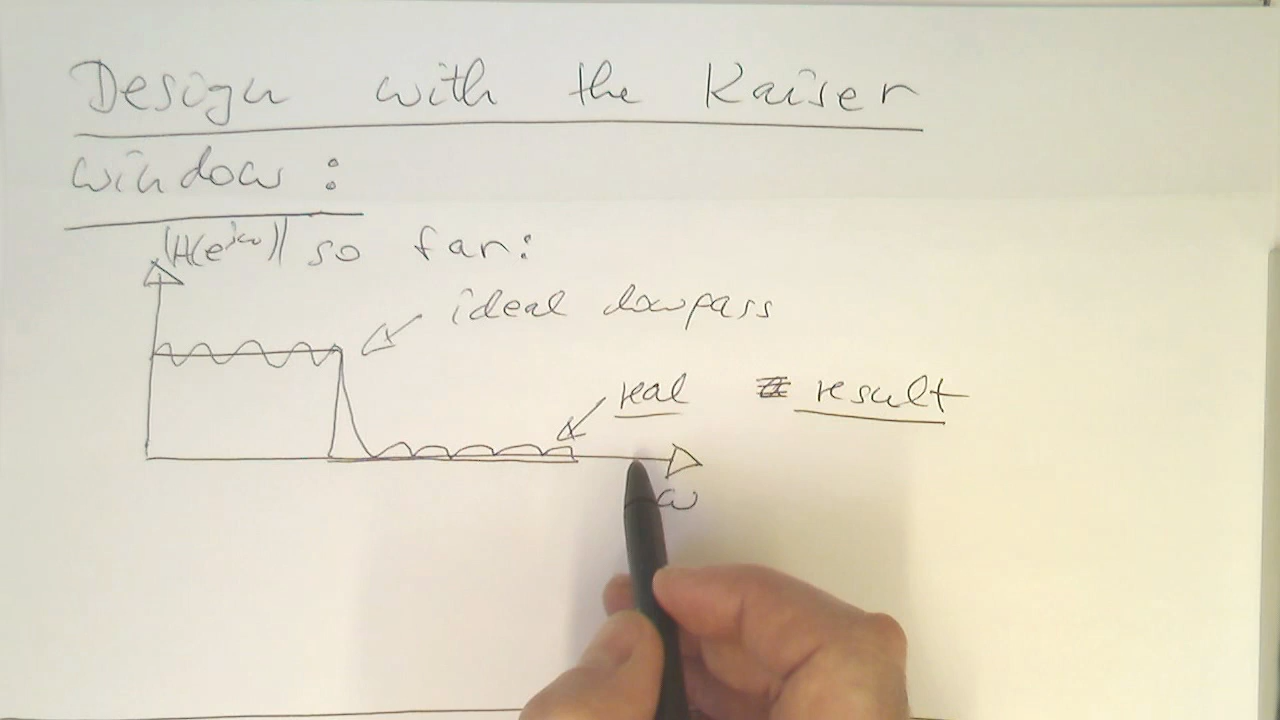 Design with the Kaiser
window:
|H(e^jω)| so far:
ideal lowpass
real result
ω